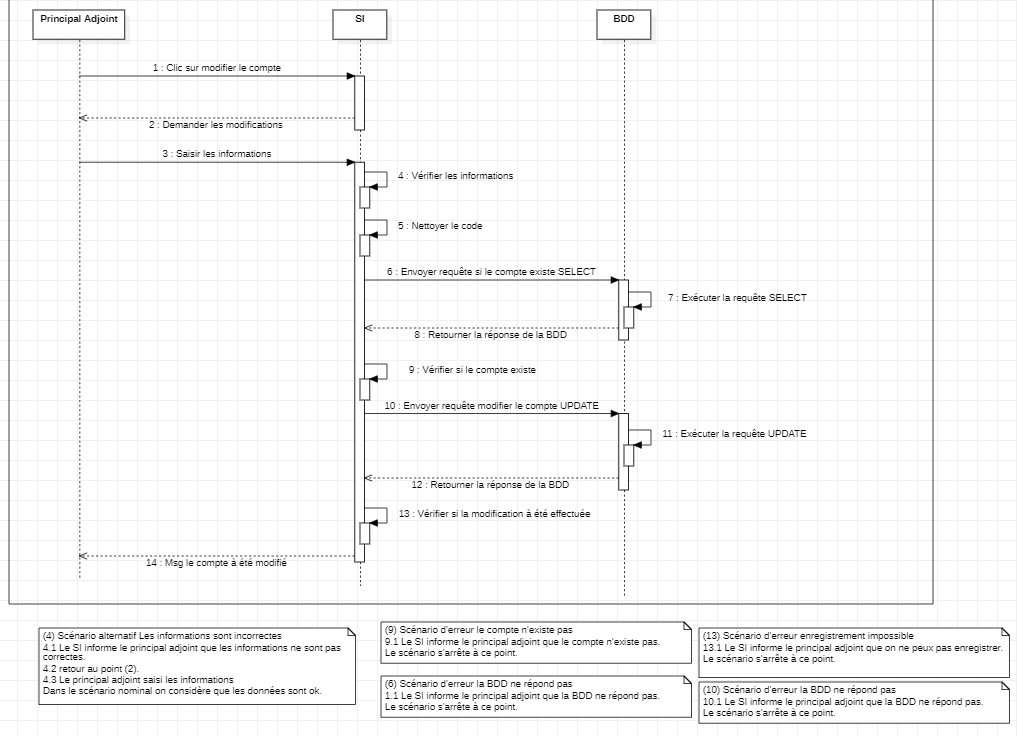 Principal Adjoint
SI
BDD
1 : Clic sur modifier le compte
2 : Demander les modifications
3 : Saisir les informations
4 : Vérifier les informations
5 : Nettoyer le code
6 : Envoyer requête si le compte existe SELECT
7 : Exécuter la requête SELECT
8 : Retourner la réponse de la BDD
9 : Vérifier si le compte existe
10 : Envoyer requête modifier le compte UPDATE
11 : Exécuter la requête UPDATE
12 : Retourner la réponse de la BDD
13 : Vérifier si la modification à été effectuée
14 : Msg le compte à été modifié
(4) Scénario alternatif Les informations sont incorrectes
4.1 Le SI informe le principal adjoint que les informations ne sont pas
correctes.
4.2 retour au point (2).
4.3 Le principal adjoint saisi les informations
Dans le scénario nominal on considère que les données sont ok.
(9) Scénario d'erreur le compte n'existe pas
9.1 Le SI informe le principal adjoint que le compte n'existe pas.
Le scénario s'arrête à ce point.
(6) Scénario d'erreur la BDD ne répond pas
1.1 Le SI informe le principal adjoint que la BDD ne répond pas.
Le scénario s'arrête à ce point.
(13) Scénario d'erreur enregistrement impossible
13.1 Le SI informe le principal adjoint que on ne peux pas enregistrer.
Le scénario s'arrête à ce point.
(10) Scénario d'erreur la BDD ne répond pas
10.1 Le SI informe le principal adjoint que la BDD ne répond pas.
Le scénario s'arrête à ce point.